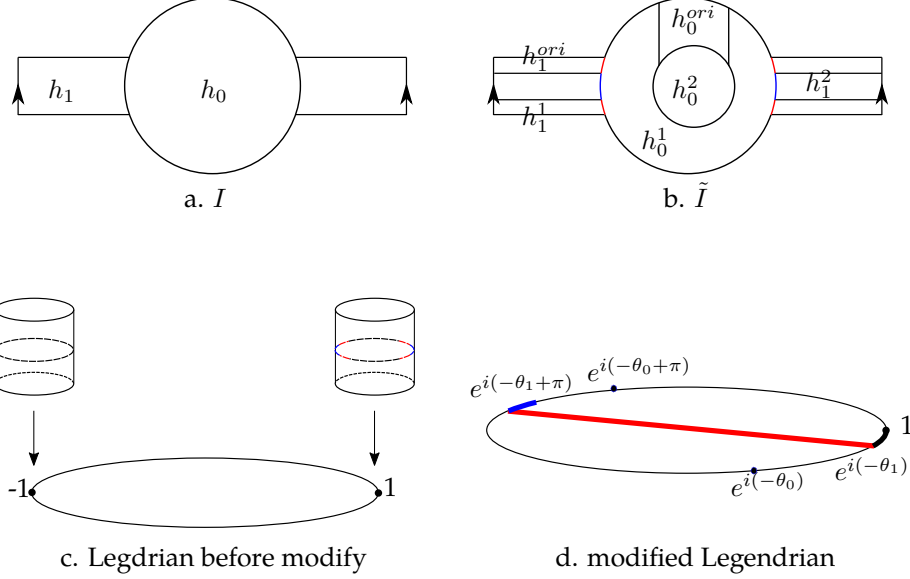 h_1
h_0
a. I
h_1^{ori}
h_1^1
h_0^{ori}
h_0^2
h_0^1
h_1^2
b. \tilde{I}
-1
1
c. Legdrian before modify
e^{i(-θ_1+π)}
e^{i(-θ_0+π)}
1
e^{i(-θ_0)}
e^{i(-θ_1)}
d. modified Legendrian